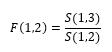 F(1,2) = S(1,3) / S(1,2)